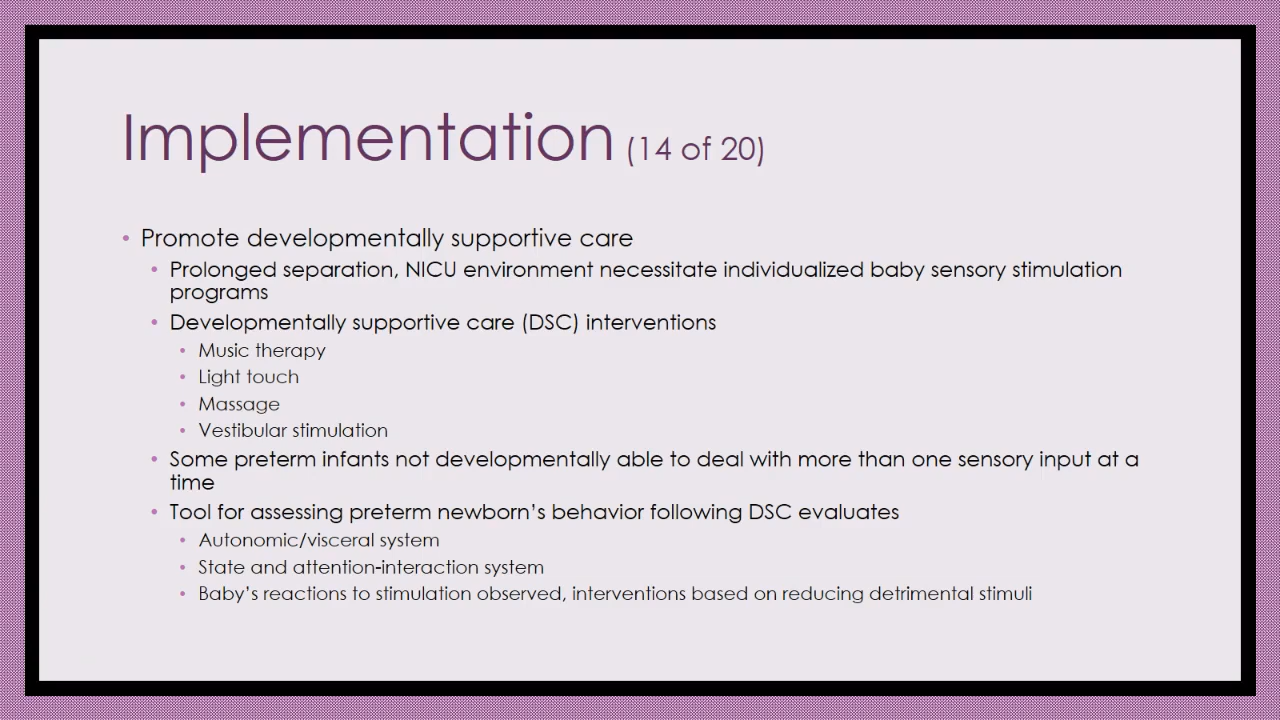 Implementation (14 of 20)
• Promote developmentally supportive care
• Prolonged separation, NICU environment necessitate individualized baby sensory stimulation
programs
• Developmentally supportive care (DSC) interventions
• Music therapy
• Light touch
• Massage
• Vestibular stimulation
• Some preterm infants not developmentally able to deal with more than one sensory input at a
time
• Tool for assessing preterm newborn’s behavior following DSC evaluates
• Autonomic/visceral system
• State and attention-interaction system
• Baby’s reactions to stimulation observed, interventions based on reducing detrimental stimuli